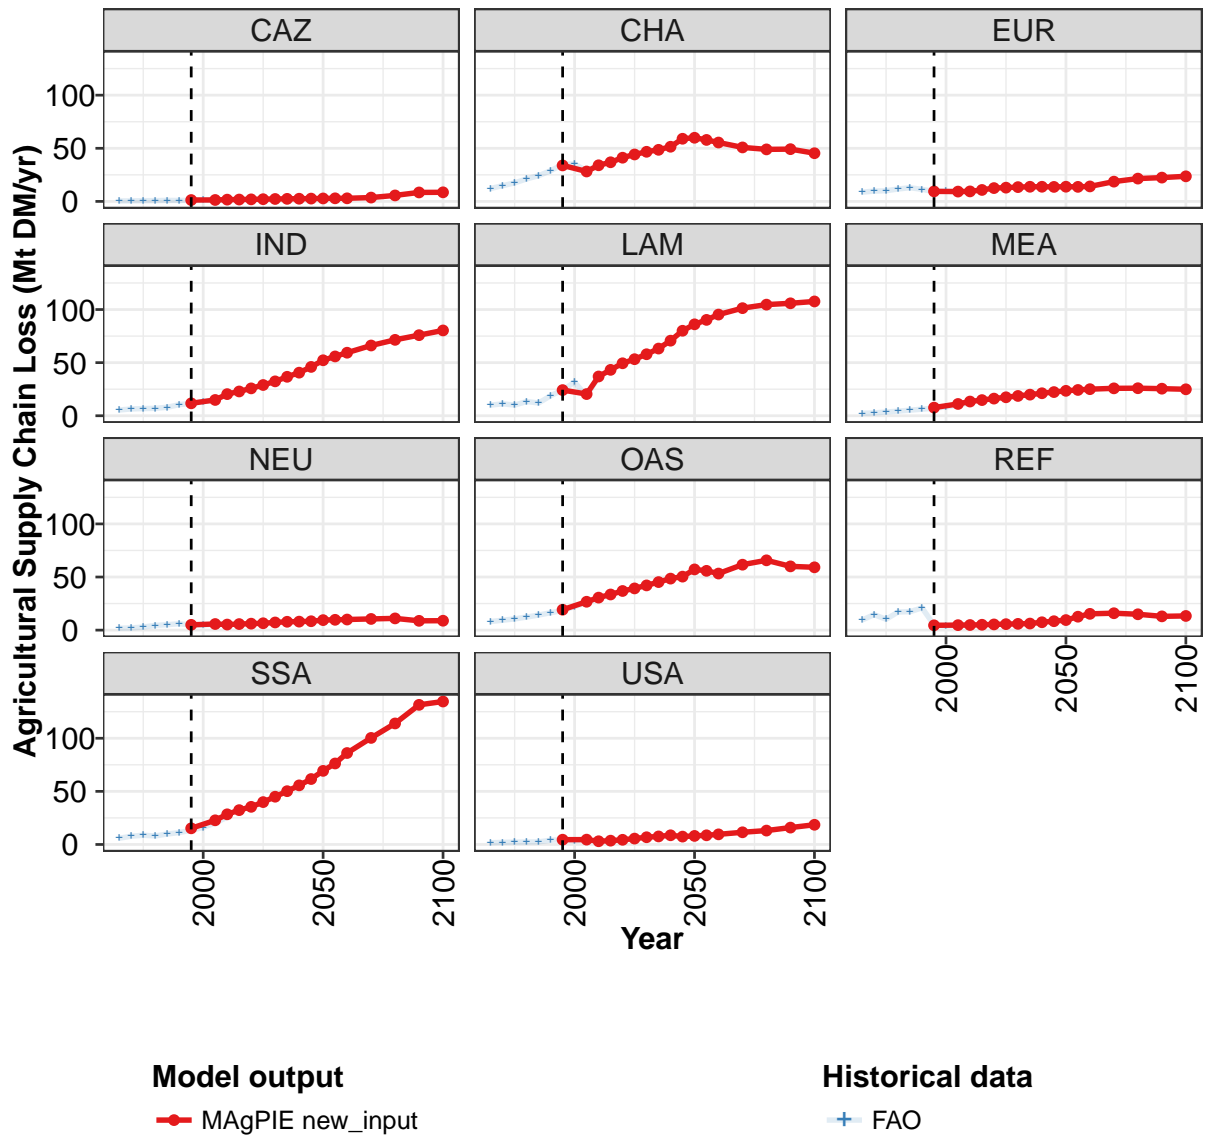 CAZ CHA EUR
100
50
0
IND LAM MEA
100
50
0
NEU OAS REF
100
50
0
2000 2050 2100
SSA USA
100
50
0
2000 2050 2100 2000 2050 2100
Agricultural Supply Chain Loss (Mt DM/yr)
Year
Model output Historical data
MAgPIE new_input FAO